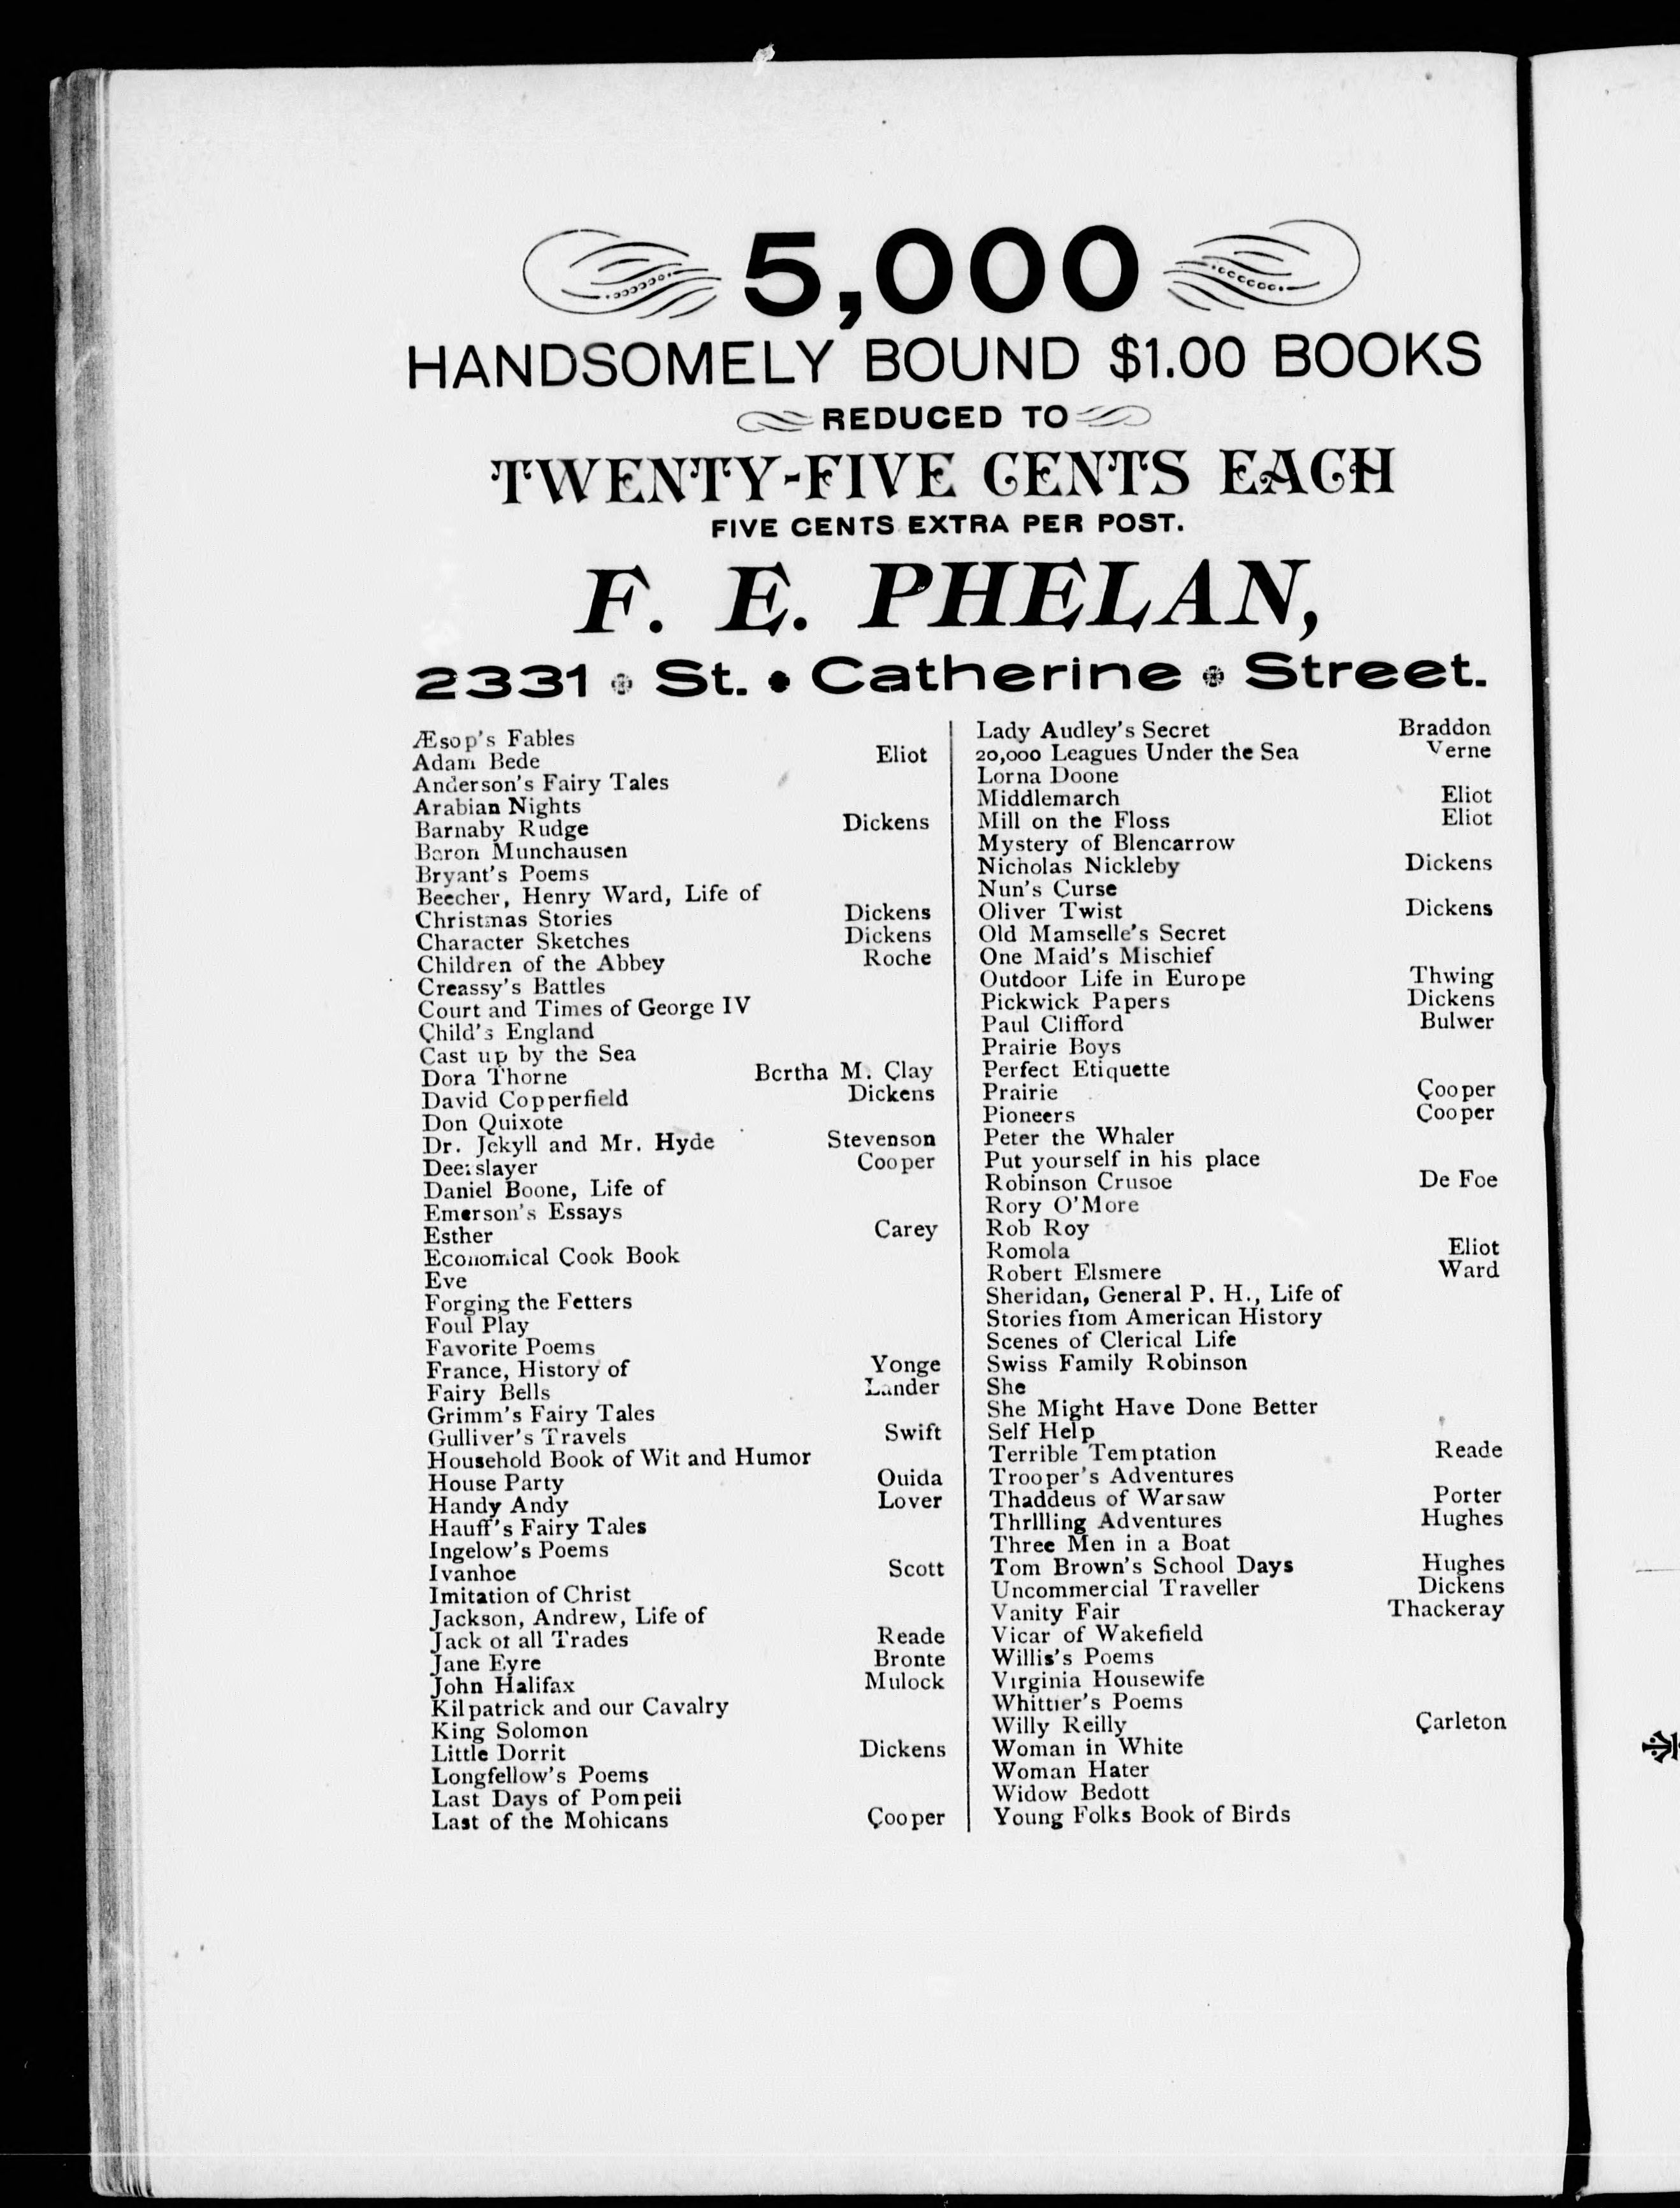 5,000
HANDSOMELY BOUND $1.00 BOOKS
REDUCED TO
TWENTY-FIVE CENTS EACH
FIVE CENTS EXTRA PER POST.
F. E. PHELAN,
2331 St. Catherine Street.
Æsop's Fables
Adam Bede Eliot
Anderson's Fairy Tales
Arabian Nights
Barnaby Rudge Dickens
Baron Munchausen
Bryant's Poems
Beecher, Henry Ward, Life of
Christmas Stories Dickens
Character Sketches Dickens
Children of the Abbey Roche
Creassy's Battles
Court and Times of George IV
Child's England
Cast up by the Sea
Dora Thorne Bertha M. Clay
David Copperfield Dickens
Don Quixote
Dr. Jekyll and Mr. Hyde Stevenson
Deerslayer Cooper
Daniel Boone, Life of
Emerson's Essays
Esther Carey
Economical Cook Book
Eve
Forging the Fetters
Foul Play
Favorite Poems
France, History of Yonge
Fairy Bells Lander
Grimm's Fairy Tales
Gulliver's Travels Swift
Household Book of Wit and Humor
House Party Ouida
Handy Andy Lover
Hauff's Fairy Tales
Ingelow's Poems
Ivanhoe Scott
Imitation of Christ
Jackson, Andrew, Life of
Jack of all Trades Reade
Jane Eyre Bronte
John Halifax Mulock
Kilpatrick and our Cavalry
King Solomon
Little Dorrit Dickens
Longfellow's Poems
Last Days of Pompeii
Last of the Mohicans Cooper
Lady Audley's Secret Braddon
20,000 Leagues Under the Sea Verne
Lorna Doone
Middlemarch Eliot
Mill on the Floss Eliot
Mystery of Blencarrow
Nicholas Nickleby Dickens
Nun's Curse
Oliver Twist Dickens
Old Mamselle's Secret
One Maid's Mischief
Outdoor Life in Europe Thwing
Pickwick Papers Dickens
Paul Clifford Bulwer
Prairie Boys
Perfect Etiquette
Prairie Cooper
Pioneers Cooper
Peter the Whaler
Put yourself in his place
Robinson Crusoe De Foe
Rory O'More
Rob Roy
Romola Eliot
Robert Elsmere Ward
Sheridan, General P. H., Life of
Stories from American History
Scenes of Clerical Life
Swiss Family Robinson
She
She Might Have Done Better
Self Help
Terrible Temptation Reade
Trooper's Adventures
Thaddeus of Warsaw Porter
Thrllling Adventures Hughes
Three Men in a Boat
Tom Brown's School Days Hughes
Uncommercial Traveller Dickens
Vanity Fair Thackeray
Vicar of Wakefield
Willis's Poems
Virginia Housewife
Whittier's Poems
Willy Reilly Carleton
Woman in White
Woman Hater
Widow Bedott
Young Folks Book of Birds